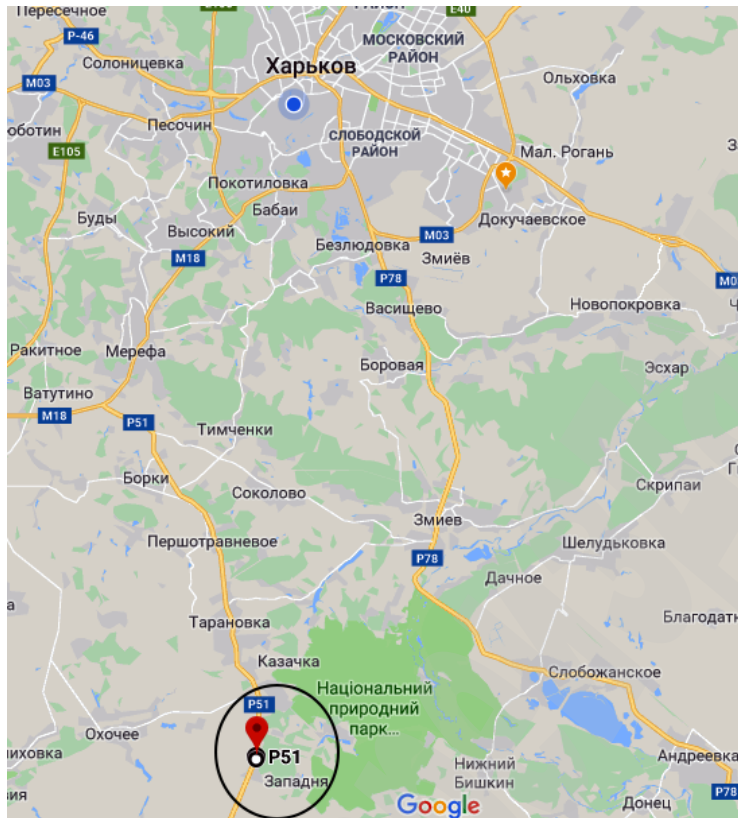 Пересечное
РАЙОН
E40
P-46
МОСКОВСКИЙ
РАЙОН
Солоницевка
Харьков
M03
Ольховка
Песочин
СЛОБОДСКОЙ
РАЙОН
E105
Мал. Рогань
Покотиловка
Бабаи
Буды
Высокий
Докучаевское
Безлюдовка
M03
Змиёв
M18
P78
Новопокровка
Васищево
Ракитное
Мерефа
Боровая
Эсхар
Ватутино
M18
P51
Тимченки
Борки
Соколово
Скрипаи
Змиев
Першотравневое
Шелудьковка
P78
Дачное
Тарановка
Казачка
Слобожанское
P51
Національний
природний
парк...
Охочее
P51
Западня
Андреевка
Нижний
Бишкин
P78
Донец
Google